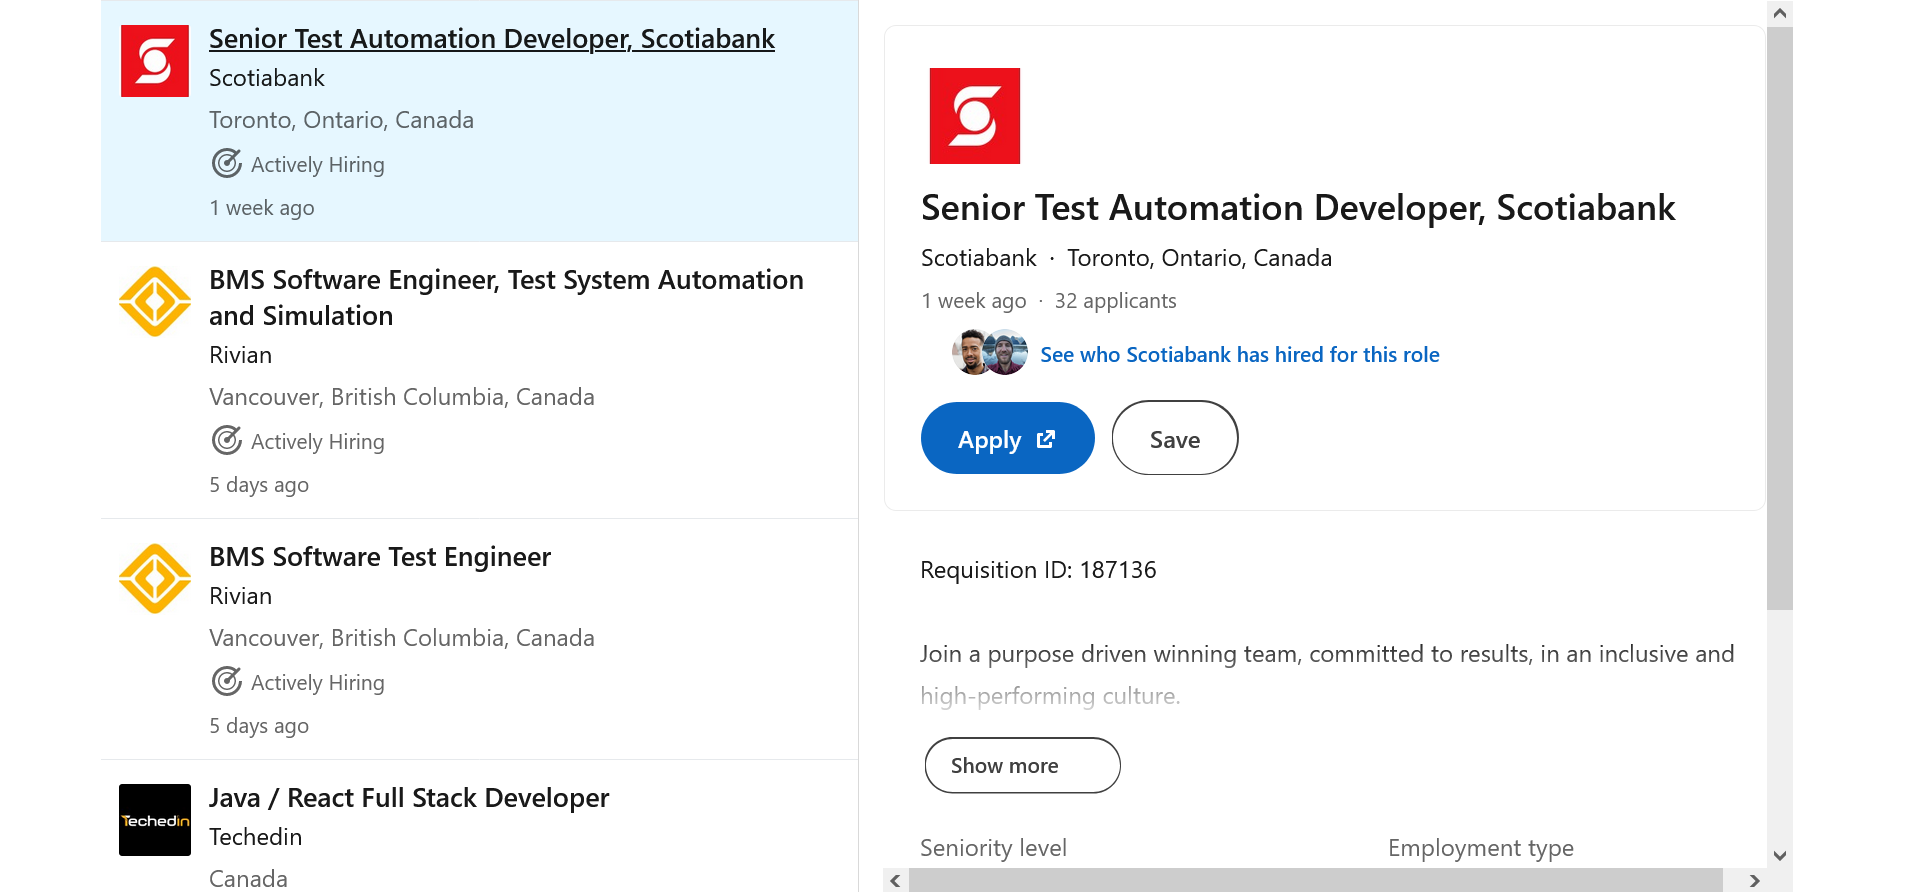 Senior Test Automation Developer, Scotiabank
Scotiabank
Toronto, Ontario, Canada
Actively Hiring
1 week ago
BMS Software Engineer, Test System Automation
and Simulation
Rivian
Vancouver, British Columbia, Canada
Actively Hiring
5 days ago
BMS Software Test Engineer
Rivian
Vancouver, British Columbia, Canada
Actively Hiring
5 days ago
Techedin
Java / React Full Stack Developer
Techedin
Canada
Senior Test Automation Developer, Scotiabank
Scotiabank · Toronto, Ontario, Canada
1 week ago · 32 applicants
See who Scotiabank has hired for this role
Apply
Save
Requisition ID: 187136
Join a purpose driven winning team, committed to results, in an inclusive and
high-performing culture.
Show more
Seniority level
Employment type